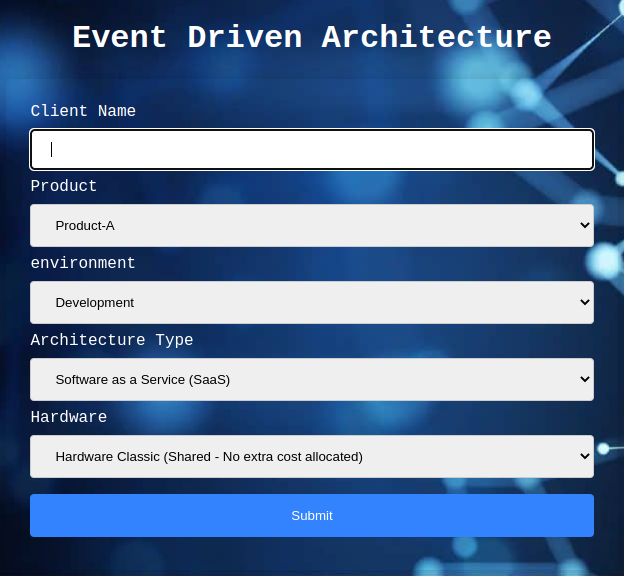 Event Driven Architecture
Client Name
Product
Product-A
environment
Development
Architecture Type
Software as a Service (SaaS)
Hardware
Hardware Classic (Shared - No extra cost allocated)
Submit